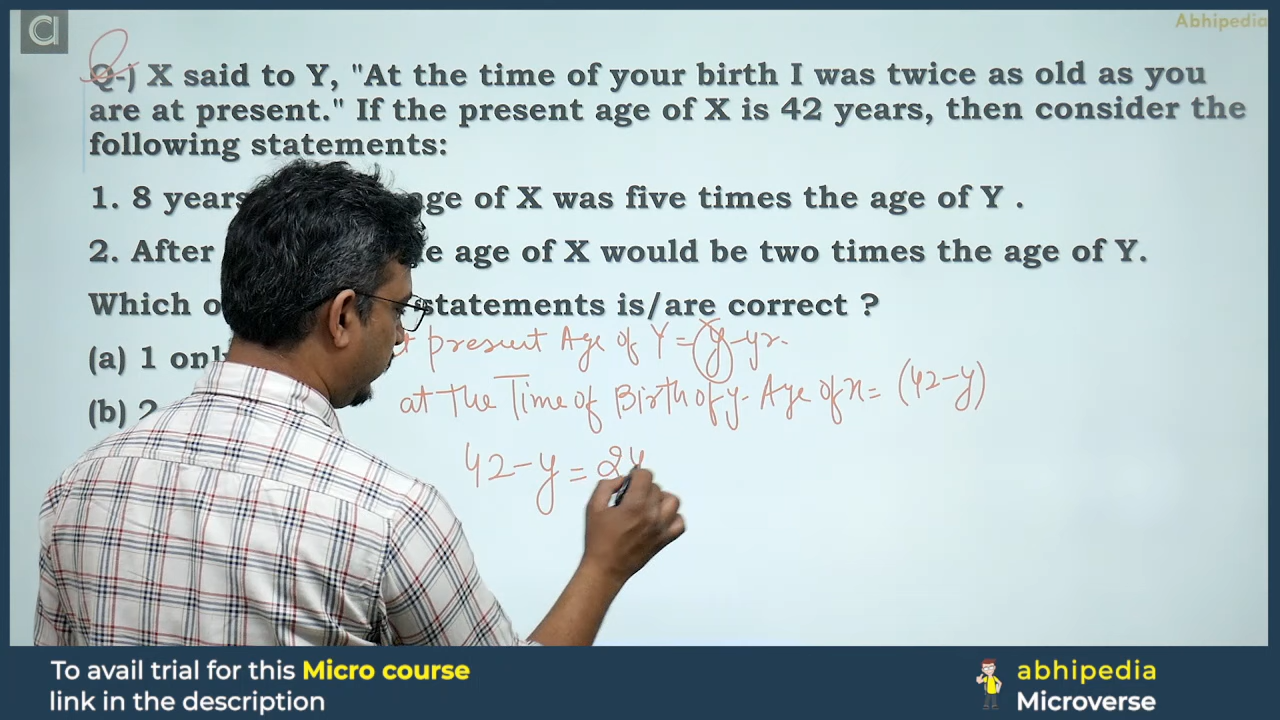 Abhipedia
Q-) X said to Y, "At the time of your birth I was twice as old as you
are at present." If the present age of X is 42 years, then consider the
following statements:
1. 8 years age of X was five times the age of Y .
2. After age of X would be two times the age of Y.
Which statements is/are correct ?
(a) 1
present Age of Y = (y) - yr.
(b) 2
at the Time of Birth of y. Age of x = (42-y)
42-y = 2y
To avail trial for this Micro course
link in the description
abhipedia
Microverse